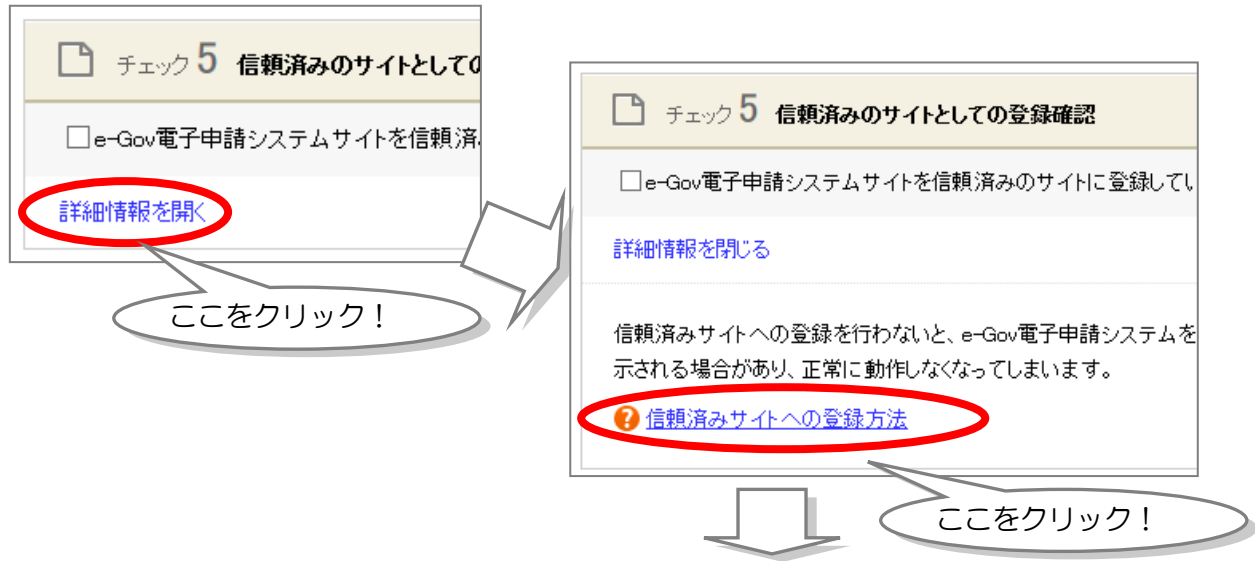 チェック 5 信頼済みのサイトとしての
□e-Gov電子申請システムサイトを信頼済
詳細情報を開く
ここをクリック！
チェック 5 信頼済みのサイトとしての登録確認
□e-Gov電子申請システムサイトを信頼済みのサイトに登録してい
詳細情報を閉じる
信頼済みサイトへの登録を行わないと、e-Gov電子申請システムを
示される場合があり、正常に動作しなくなってしまいます。
? 信頼済みサイトへの登録方法
ここをクリック！